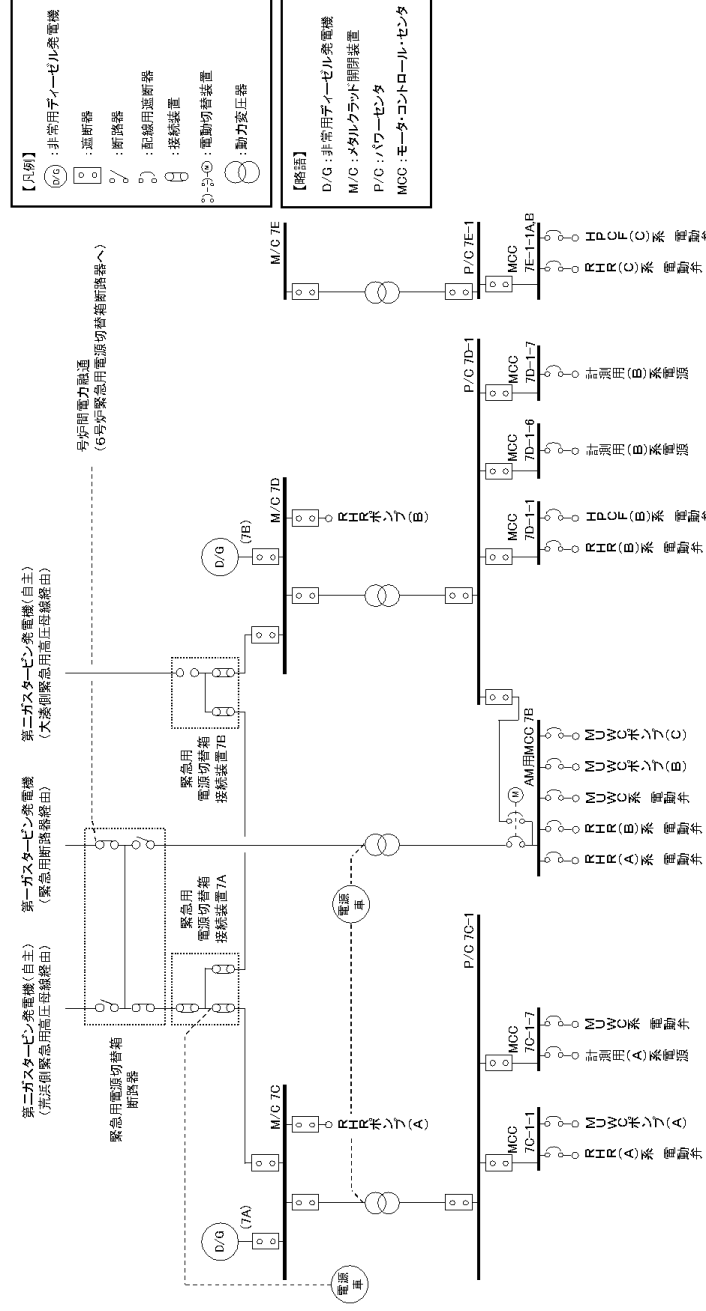 【凡例】
D/G
:非常用ディーゼル発電機
:遮断器
:断路器
:配線用遮断器
:接続装置
M
:電動切替装置
:動力変圧器
【略語】
D/G:非常用ディーゼル発電機
M/C:メタルクラッド開閉装置
P/C:パワーセンタ
MCC:モータ・コントロール・センタ
第二ガスタービン発電機(自主)
(荒浜側緊急用高圧母線経由)
第一ガスタービン発電機
(緊急用断路器経由)
第二ガスタービン発電機(自主)
(大湊側緊急用高圧母線経由)
号炉間電力融通
(6号炉緊急用電源切替箱断路器へ)
緊急用電源切替箱
断路器
緊急用
電源切替箱
接続装置7A
緊急用
電源切替箱
接続装置7B
D/G
(7A)
M/C 7C
RHRポンプ(A)
電源
車
電源
車
D/G
(7B)
M/C 7D
RHRポンプ(B)
M/C 7E
P/C 7C-1
MCC
7C-1-1
RHR(A)系 電動弁
MUWCポンプ(A)
MCC
7C-1-7
計測用(A)系電源
MUWC系 電動弁
AM用MCC 7B
M
RHR(A)系 電動弁
RHR(B)系 電動弁
MUWC系 電動弁
MUWCポンプ(B)
MUWCポンプ(C)
P/C 7D-1
MCC
7D-1-1
RHR(B)系 電動弁
HPCF(B)系 電動弁
MCC
7D-1-6
計測用(B)系電源
MCC
7D-1-7
計測用(B)系電源
P/C 7E-1
MCC
7E-1-1A,B
RHR(C)系 電動弁
HPCF(C)系 電動弁